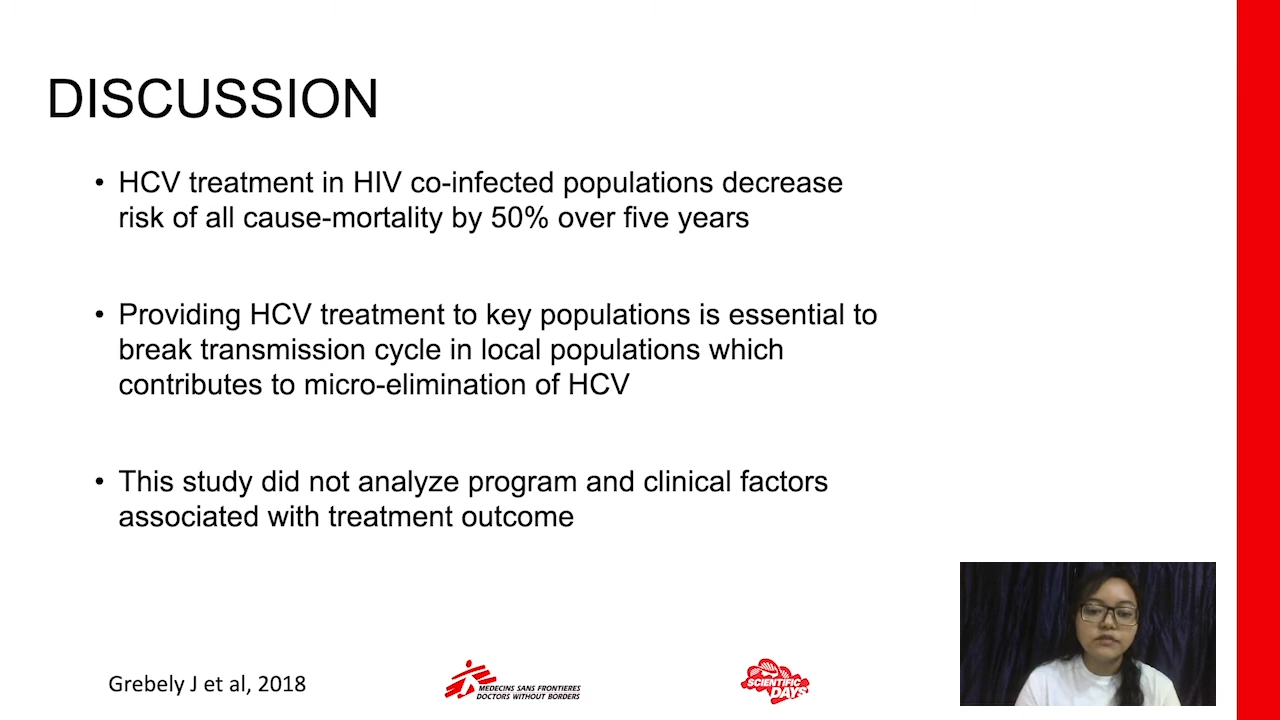 DISCUSSION
• HCV treatment in HIV co-infected populations decrease
risk of all cause-mortality by 50% over five years
• Providing HCV treatment to key populations is essential to
break transmission cycle in local populations which
contributes to micro-elimination of HCV
• This study did not analyze program and clinical factors
associated with treatment outcome
Grebely J et al, 2018
MEDECINS SANS FRONTIERES
DOCTORS WITHOUT BORDERS
SCIENTIFIC
DAYS